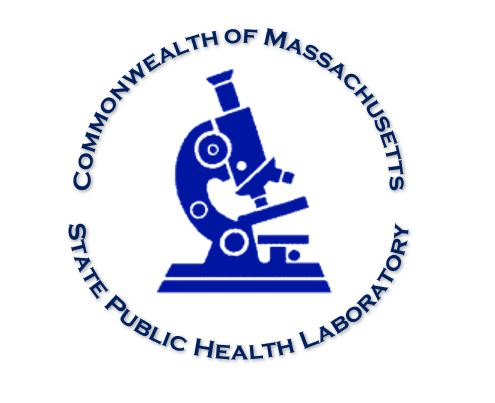 Commonwealth of Massachusetts
State Public Health Laboratory